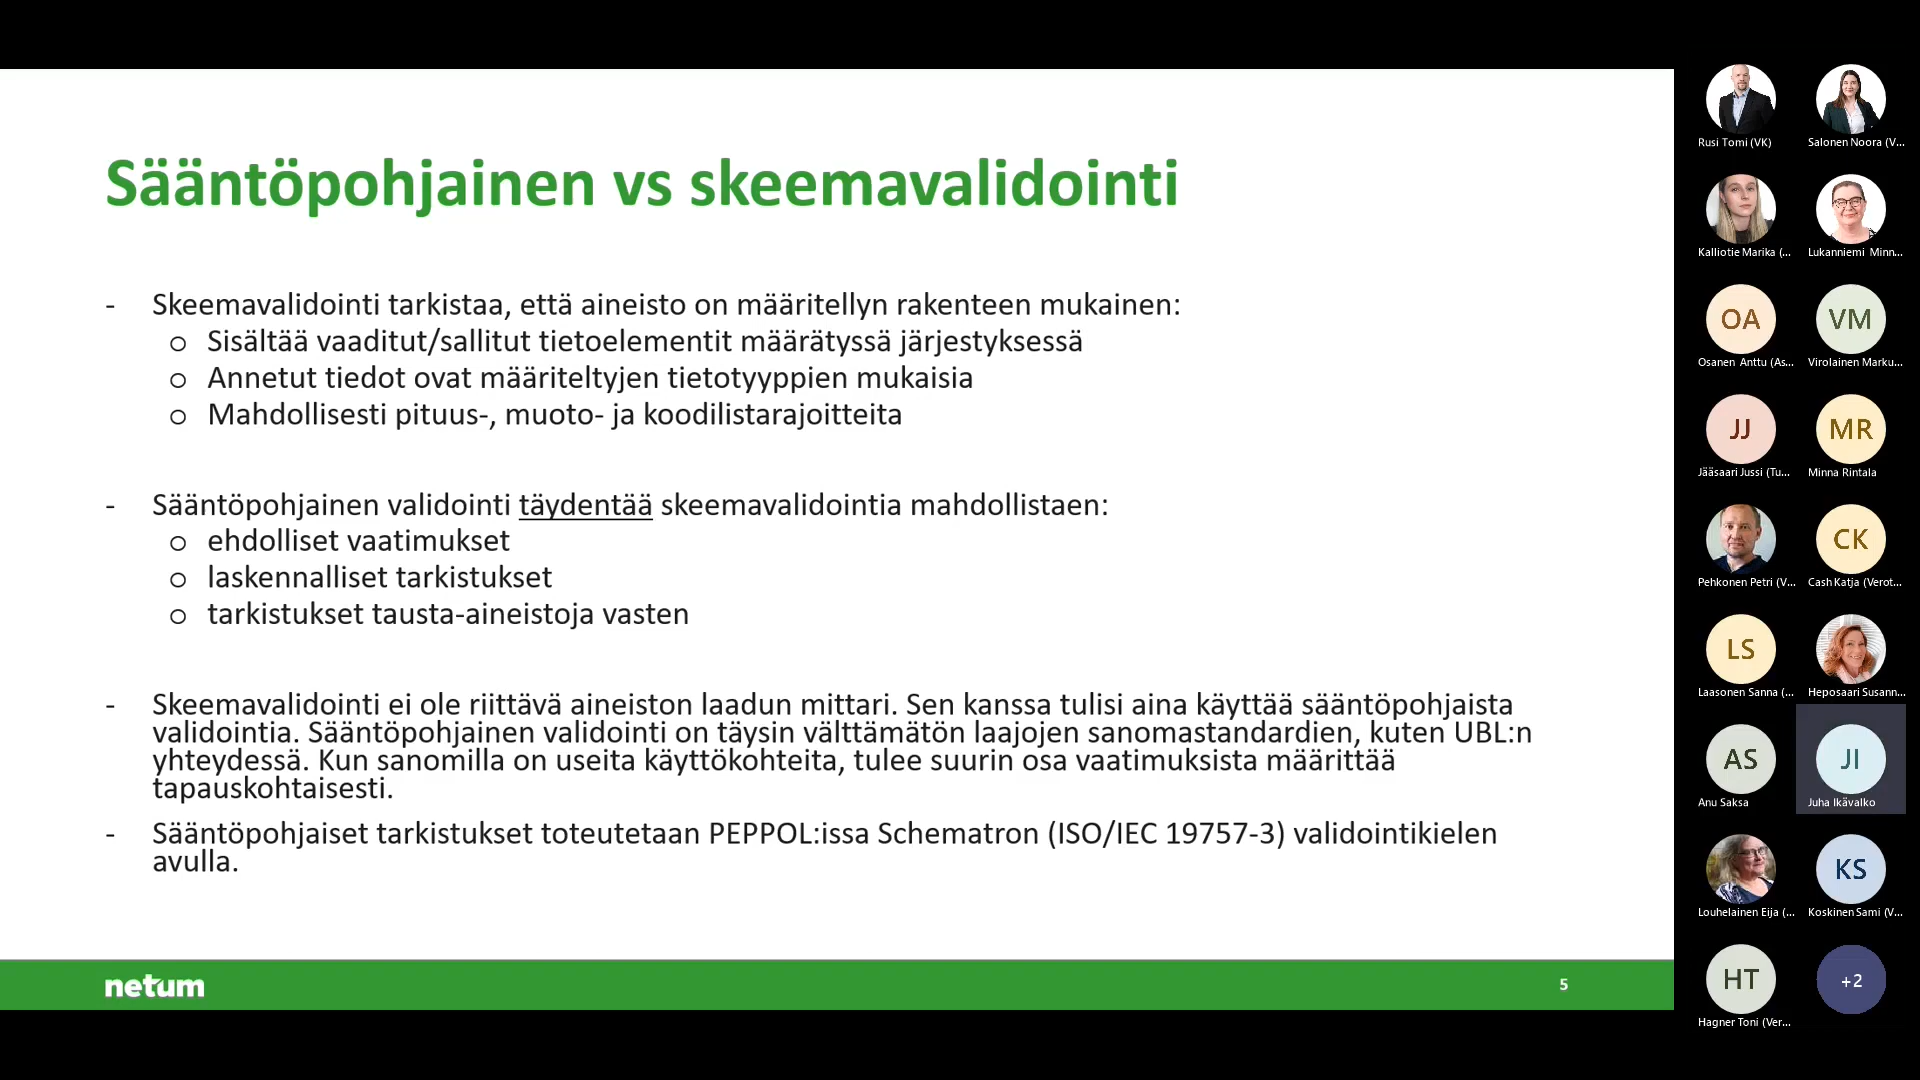 Sääntöpohjainen vs skeemavalidointi
- Skeemavalidointi tarkistaa, että aineisto on määritellyn rakenteen mukainen:
o Sisältää vaaditut/sallitut tietoelementit määrätyssä järjestyksessä
o Annetut tiedot ovat määriteltyjen tietotyyppien mukaisia
o Mahdollisesti pituus-, muoto- ja koodilistarajoitteita
- Sääntöpohjainen validointi täydentää skeemavalidointia mahdollistaen:
o ehdolliset vaatimukset
o laskennalliset tarkistukset
o tarkistukset tausta-aineistoja vasten
- Skeemavalidointi ei ole riittävä aineiston laadun mittari. Sen kanssa tulisi aina käyttää sääntöpohjaista
validointia. Sääntöpohjainen validointi on täysin välttämätön laajojen sanomastandardien, kuten UBL:n
yhteydessä. Kun sanomilla on useita käyttökohteita, tulee suurin osa vaatimuksista määrittää
tapauskohtaisesti.
- Sääntöpohjaiset tarkistukset toteutetaan PEPPOL:issa Schematron (ISO/IEC 19757-3) validointikielen
avulla.
netum
5
Rusi Tomi (VK)
Salonen Noora (V...
Kalliotie Marika (...
Lukanniemi Minn...
OA
VM
Osanen Anttu (As...
Virolainen Marku...
JJ
MR
Jääsaari Jussi (Tu...
Minna Rintala
CK
Pehkonen Petri (V...
Cash Katja (Verot...
LS
Laasonen Sanna (...
Heposaari Susann...
AS
JI
Anu Saksa
Juha Ikävalko
KS
Louhelainen Eija (...
Koskinen Sami (V...
HT
+2
Hagner Toni (Ver...